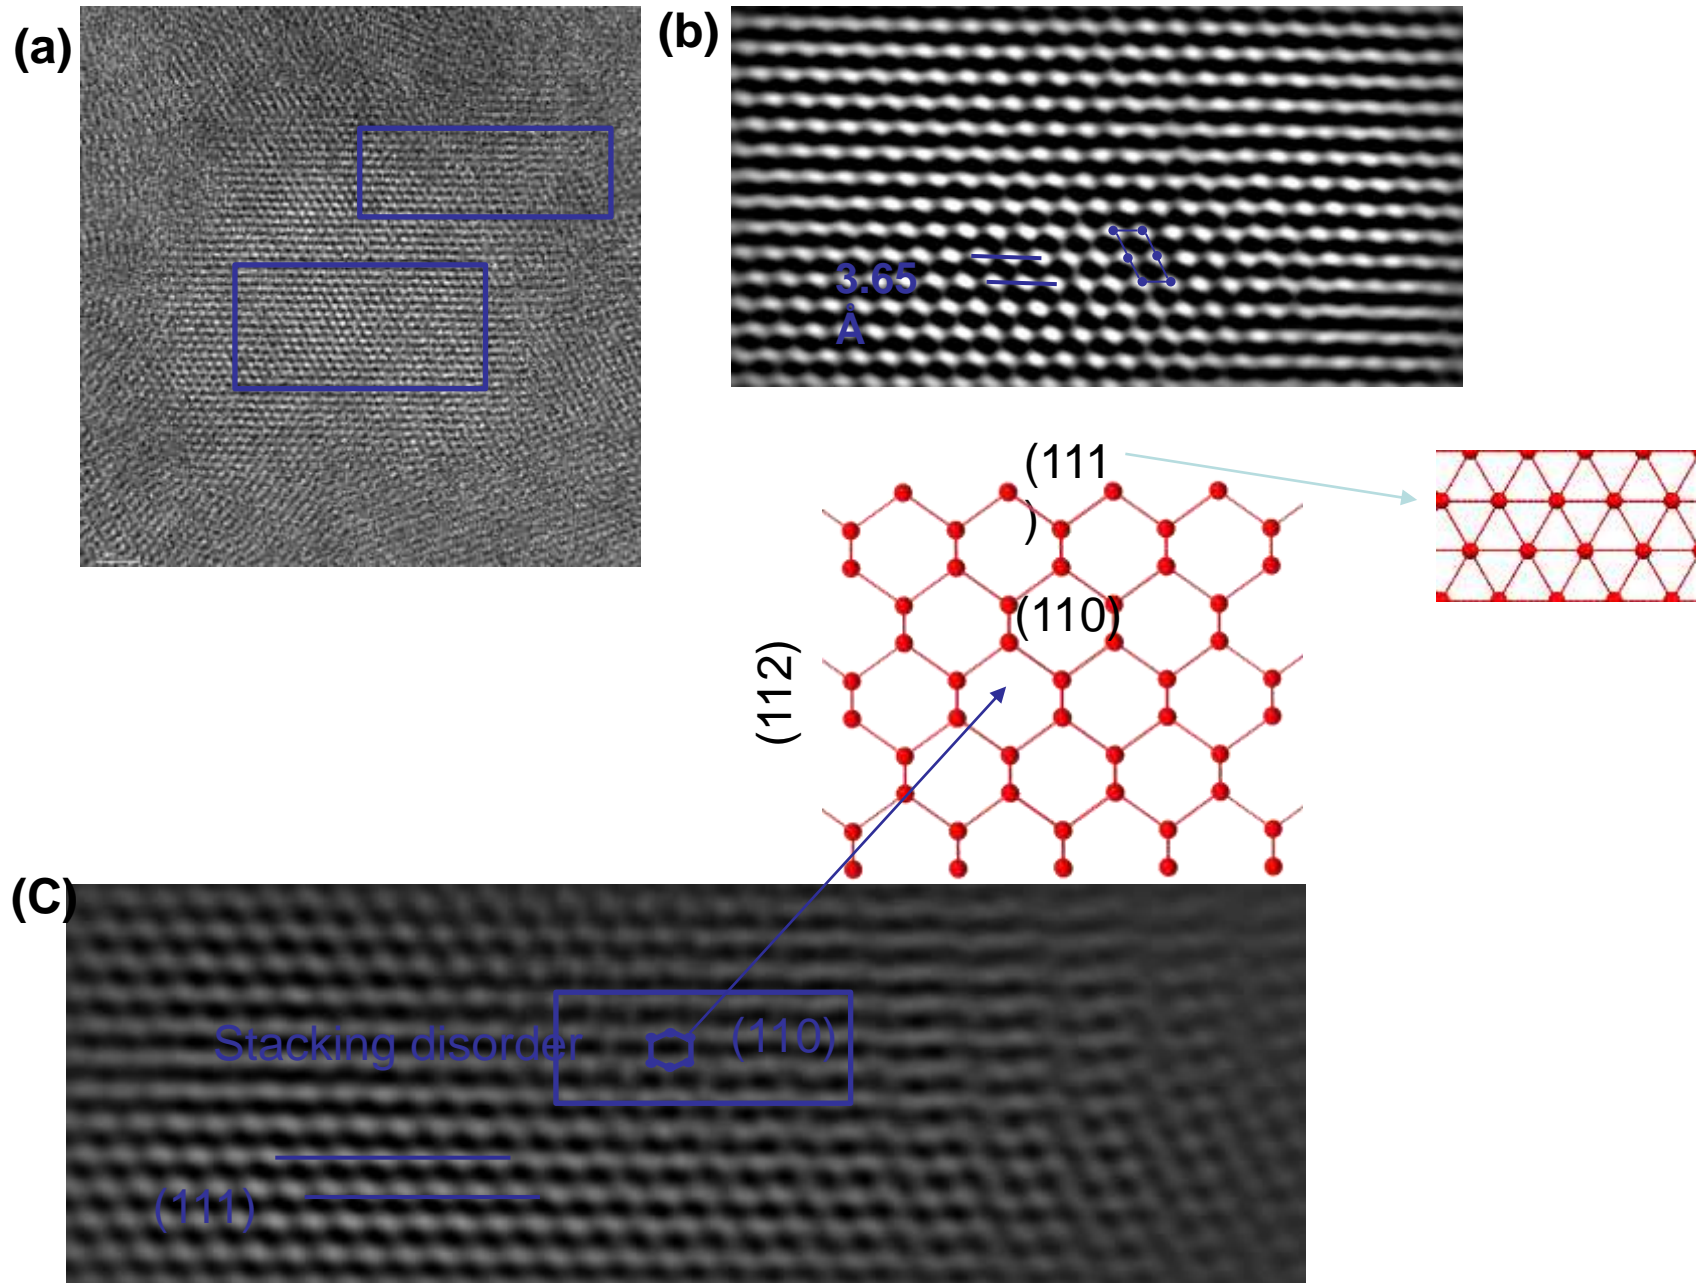 (a)
(b)
3.65
Å
(111
)
(110)
(112)
(C)
Stacking disorder
(110)
(111)